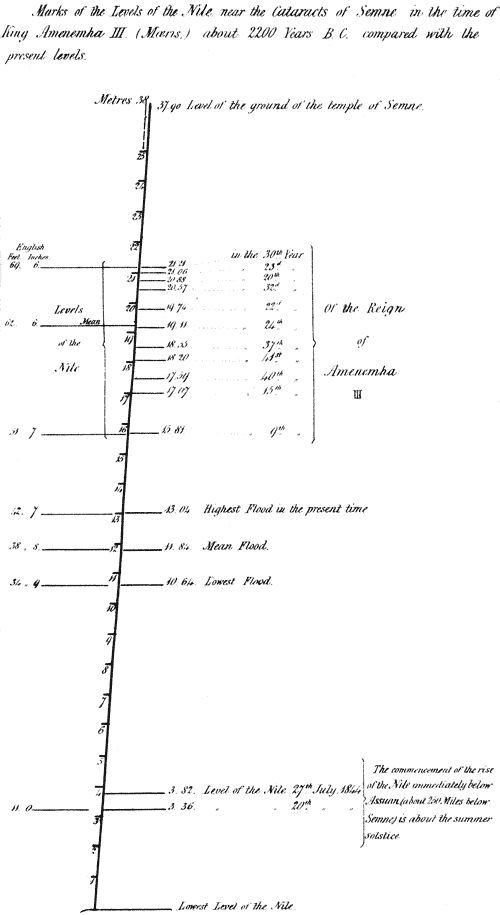 Marks of the Levels of the Nile, near the Cataracts of Semne in the time of
King Amenemha III. (Mœris,) about 2200 Years B. C. compared with the
present levels.
Metres 38
37.90 Level of the ground of the temple of Semne.
25
24
23
22
English
Feet Inches
69. 6.
21.21 in the 30th Year
21.06 23d "
21
20.88 20th "
20.57 32d "
20
19.74 22d "
Levels
Of the Reign
62. 6. Mean
19.11 24th "
19
of the
18.55 37th "
of
18.20 41st "
Nile
18
17.59 40th "
Amenemha
17.07 15th "
III
17
51 7
16
15.81 9th "
15
14
42. 7
13.04 Highest Flood in the present time
13
38. 8.
12
11.84 Mean Flood.
34. 9
11
10.64 Lowest Flood.
10
9
8
7
6
5
4
3.82. Level of the Nile 27th July, 1844
11. 0
3.36. " " 20th "
The commencement of the rise
of the Nile immediately below
Assuan, (about 250 Miles below
Semne) is about the summer
solstice
3
2
1
Lowest Level of the Nile.